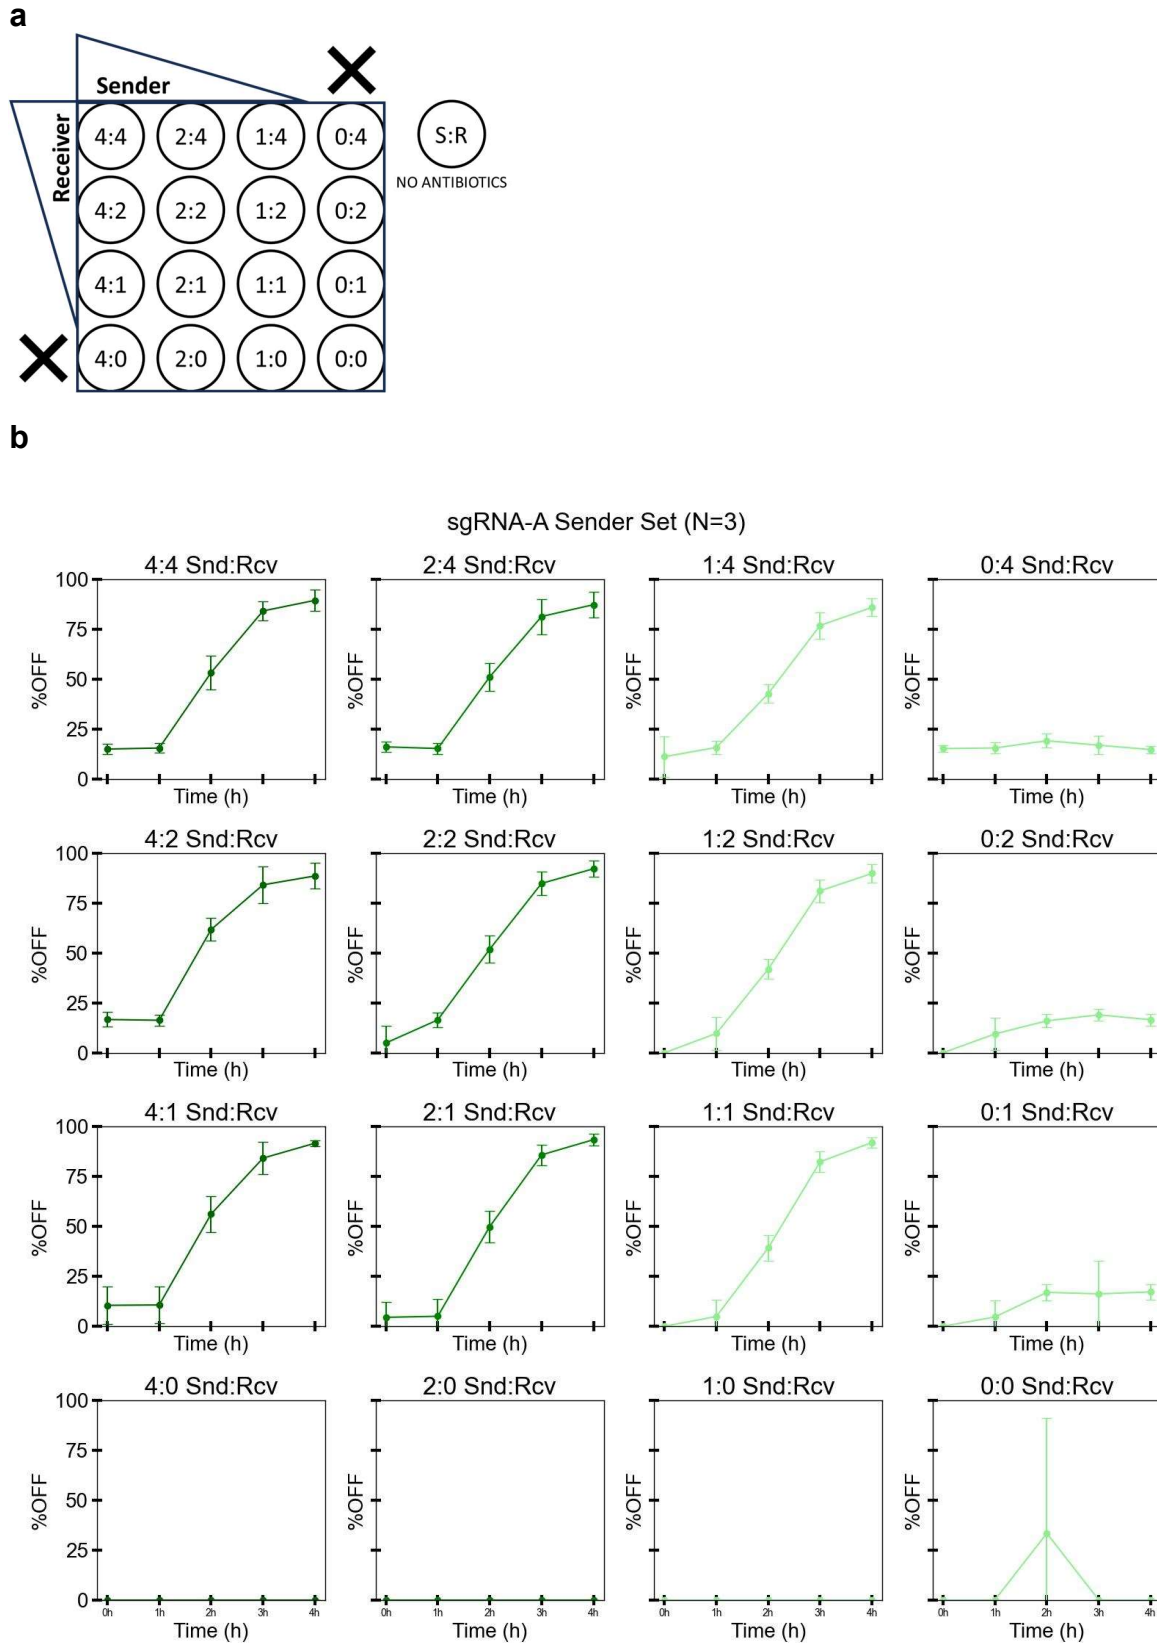 a
Sender
Receiver
4:4 2:4 1:4 0:4 S:R
NO ANTIBIOTICS
4:2 2:2 1:2 0:2
4:1 2:1 1:1 0:1
4:0 2:0 1:0 0:0
b
sgRNA-A Sender Set (N=3)
4:4 Snd:Rcv 2:4 Snd:Rcv 1:4 Snd:Rcv 0:4 Snd:Rcv
100
75
50
25
0
%OFF %OFF %OFF %OFF
Time (h) Time (h) Time (h) Time (h)
4:2 Snd:Rcv 2:2 Snd:Rcv 1:2 Snd:Rcv 0:2 Snd:Rcv
100
75
50
25
0
%OFF %OFF %OFF %OFF
Time (h) Time (h) Time (h) Time (h)
4:1 Snd:Rcv 2:1 Snd:Rcv 1:1 Snd:Rcv 0:1 Snd:Rcv
100
75
50
25
0
%OFF %OFF %OFF %OFF
Time (h) Time (h) Time (h) Time (h)
4:0 Snd:Rcv 2:0 Snd:Rcv 1:0 Snd:Rcv 0:0 Snd:Rcv
100
75
50
25
0
%OFF %OFF %OFF %OFF
0h 1h 2h 3h 4h 0h 1h 2h 3h 4h 0h 1h 2h 3h 4h 0h 1h 2h 3h 4h
Time (h) Time (h) Time (h) Time (h)